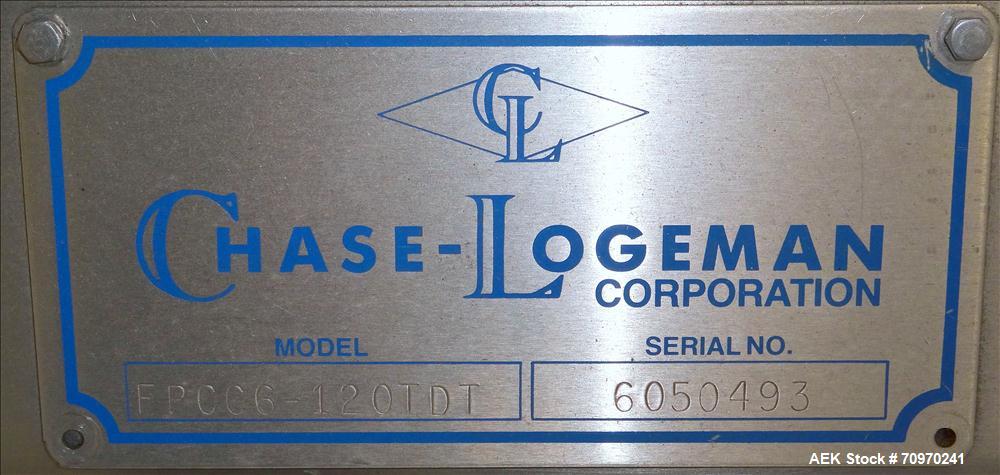 CL
CHASE-LOGEMAN
CORPORATION
MODEL
SERIAL NO.
FPCC6-120TDT
6050493
AEK Stock # 70970241